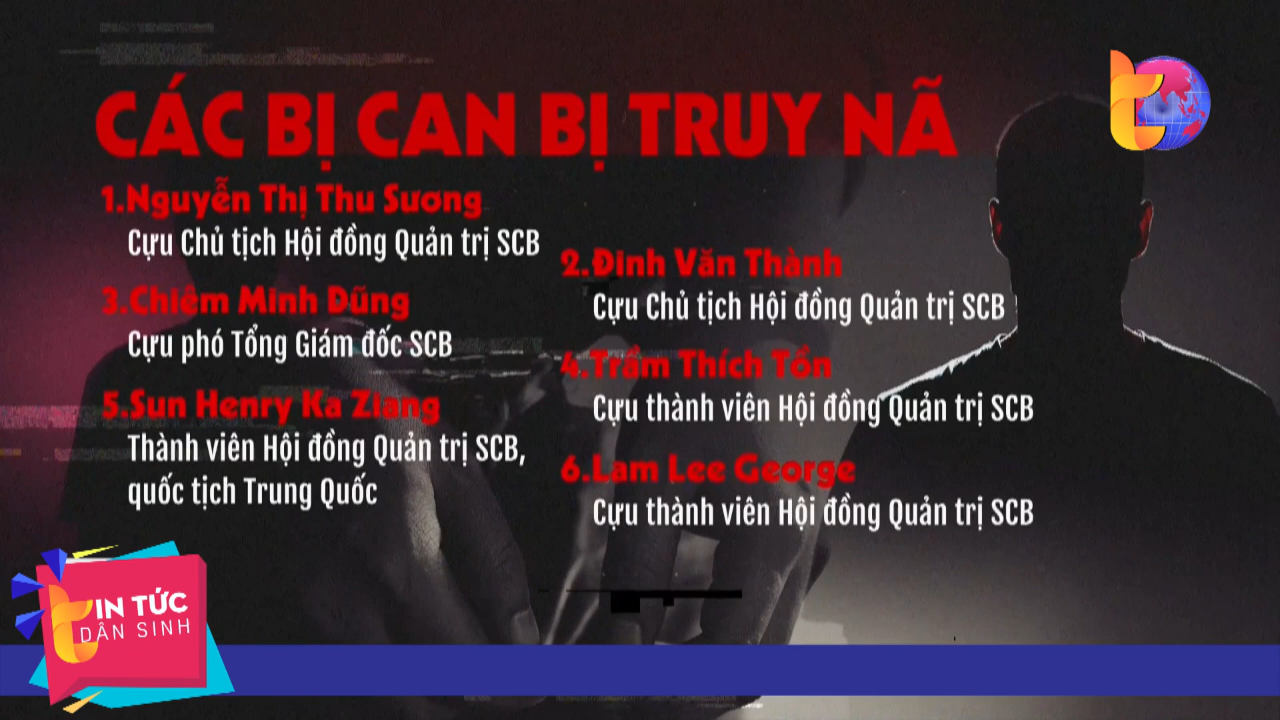 CÁC BỊ CAN BỊ TRUY NÃ
1.Nguyễn Thị Thu Sương
Cựu Chủ tịch Hội đồng Quản trị SCB
2.Đinh Văn Thành
Cựu Chủ tịch Hội đồng Quản trị SCB
3.Chiêm Minh Dũng
Cựu phó Tổng Giám đốc SCB
4.Trầm Thích Tồn
Cựu thành viên Hội đồng Quản trị SCB
5.Sun Henry Ka Ziang
Thành viên Hội đồng Quản trị SCB,
quốc tịch Trung Quốc
6.Lam Lee George
Cựu thành viên Hội đồng Quản trị SCB
TIN TỨC
DÂN SINH